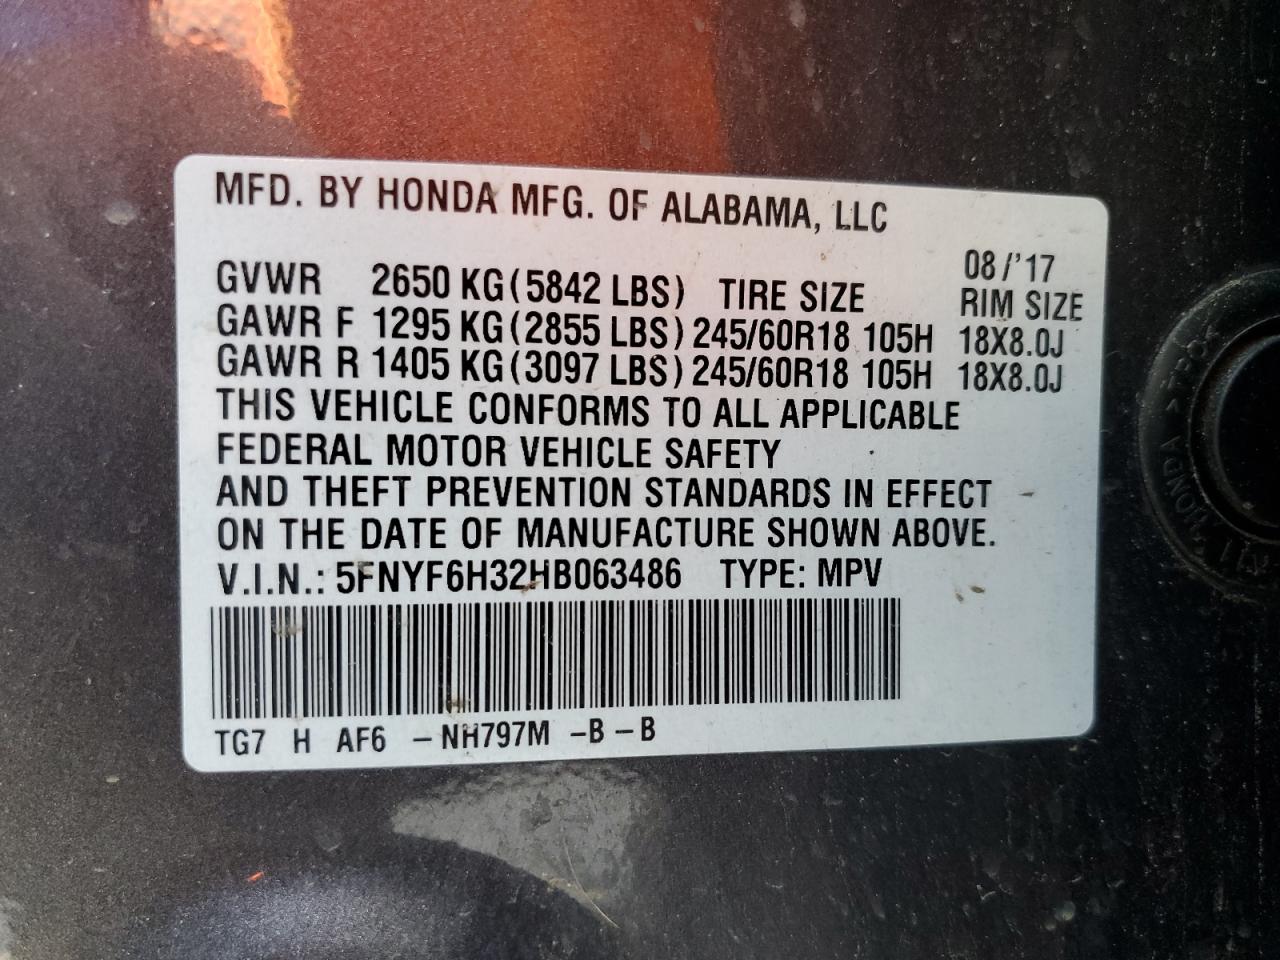 MFD. BY HONDA MFG. OF ALABAMA, LLC
08/'17
GVWR 2650 KG (5842 LBS) TIRE SIZE RIM SIZE
GAWR F 1295 KG (2855 LBS) 245/60R18 105H 18X8.0J
GAWR R 1405 KG (3097 LBS) 245/60R18 105H 18X8.0J
THIS VEHICLE CONFORMS TO ALL APPLICABLE
FEDERAL MOTOR VEHICLE SAFETY
AND THEFT PREVENTION STANDARDS IN EFFECT
ON THE DATE OF MANUFACTURE SHOWN ABOVE.
V.I.N.: 5FNYF6H32HB063486 TYPE: MPV
TG7 H AF6 -NH797M -B-B
HONDA